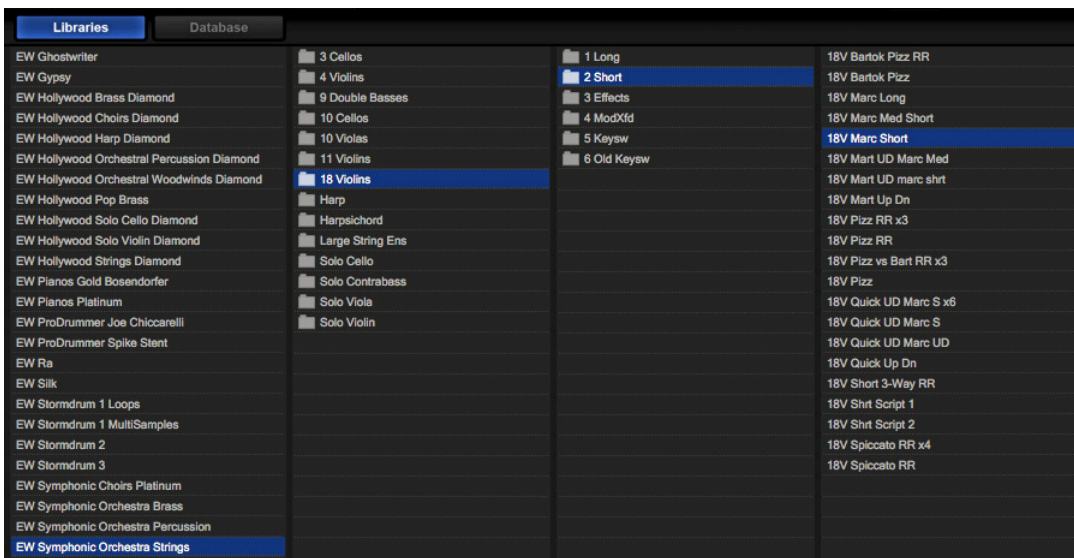 Libraries
Database
EW Ghostwriter
EW Gypsy
EW Hollywood Brass Diamond
EW Hollywood Choirs Diamond
EW Hollywood Harp Diamond
EW Hollywood Orchestral Percussion Diamond
EW Hollywood Orchestral Woodwinds Diamond
EW Hollywood Pop Brass
EW Hollywood Solo Cello Diamond
EW Hollywood Solo Violin Diamond
EW Hollywood Strings Diamond
EW Pianos Gold Bosendorfer
EW Pianos Platinum
EW ProDrummer Joe Chiccarelli
EW ProDrummer Spike Stent
EW Ra
EW Silk
EW Stormdrum 1 Loops
EW Stormdrum 1 MultiSamples
EW Stormdrum 2
EW Stormdrum 3
EW Symphonic Choirs Platinum
EW Symphonic Orchestra Brass
EW Symphonic Orchestra Percussion
EW Symphonic Orchestra Strings
3 Cellos
4 Violins
9 Double Basses
10 Cellos
10 Violas
11 Violins
18 Violins
Harp
Harpsichord
Large String Ens
Solo Cello
Solo Contrabass
Solo Viola
Solo Violin
1 Long
2 Short
3 Effects
4 ModXfd
5 Keysw
6 Old Keysw
18V Bartok Pizz RR
18V Bartok Pizz
18V Marc Long
18V Marc Med Short
18V Marc Short
18V Mart UD Marc Med
18V Mart UD marc shrt
18V Mart Up Dn
18V Pizz RR x3
18V Pizz RR
18V Pizz vs Bart RR x3
18V Pizz
18V Quick UD Marc S x6
18V Quick UD Marc S
18V Quick UD Marc UD
18V Quick Up Dn
18V Short 3-Way RR
18V Shrt Script 1
18V Shrt Script 2
18V Spiccato RR x4
18V Spiccato RR